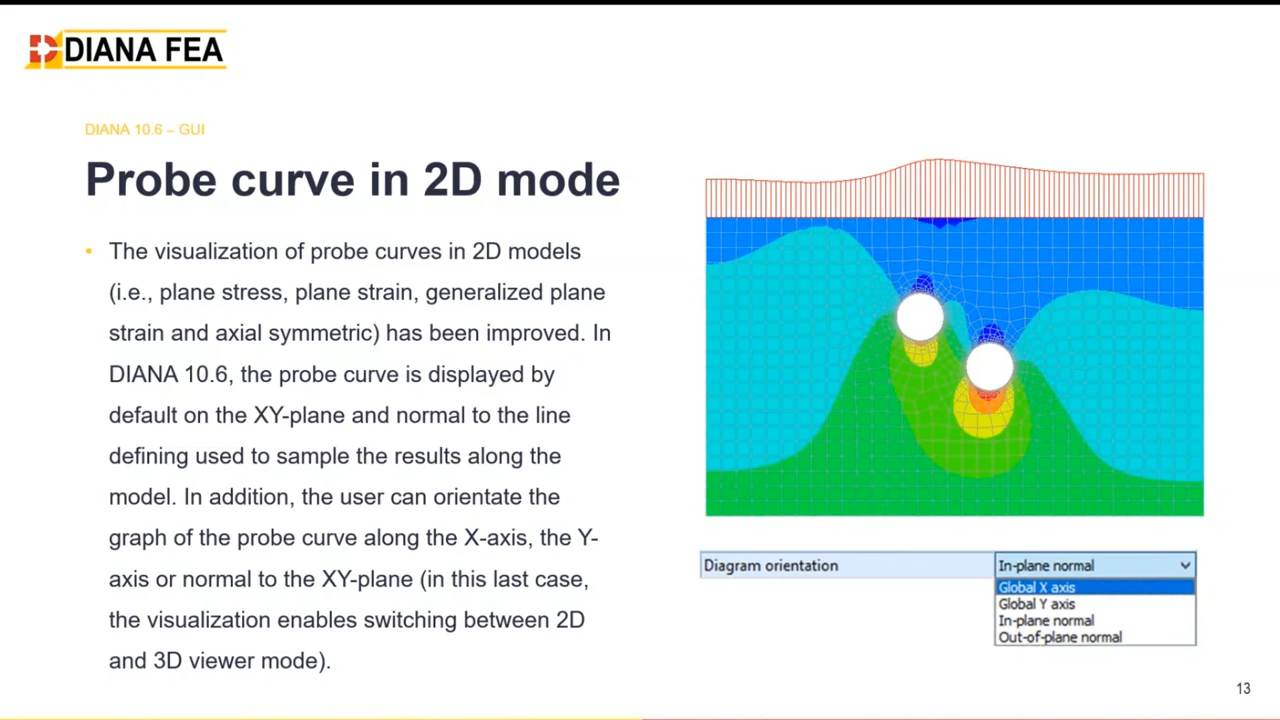 DIANA FEA
DIANA 10.6 – GUI
Probe curve in 2D mode
• The visualization of probe curves in 2D models
(i.e., plane stress, plane strain, generalized plane
strain and axial symmetric) has been improved. In
DIANA 10.6, the probe curve is displayed by
default on the XY-plane and normal to the line
defining used to sample the results along the
model. In addition, the user can orientate the
graph of the probe curve along the X-axis, the Y-
axis or normal to the XY-plane (in this last case,
the visualization enables switching between 2D
and 3D viewer mode).
Diagram orientation
In-plane normal
Global X axis
Global Y axis
In-plane normal
Out-of-plane normal
13